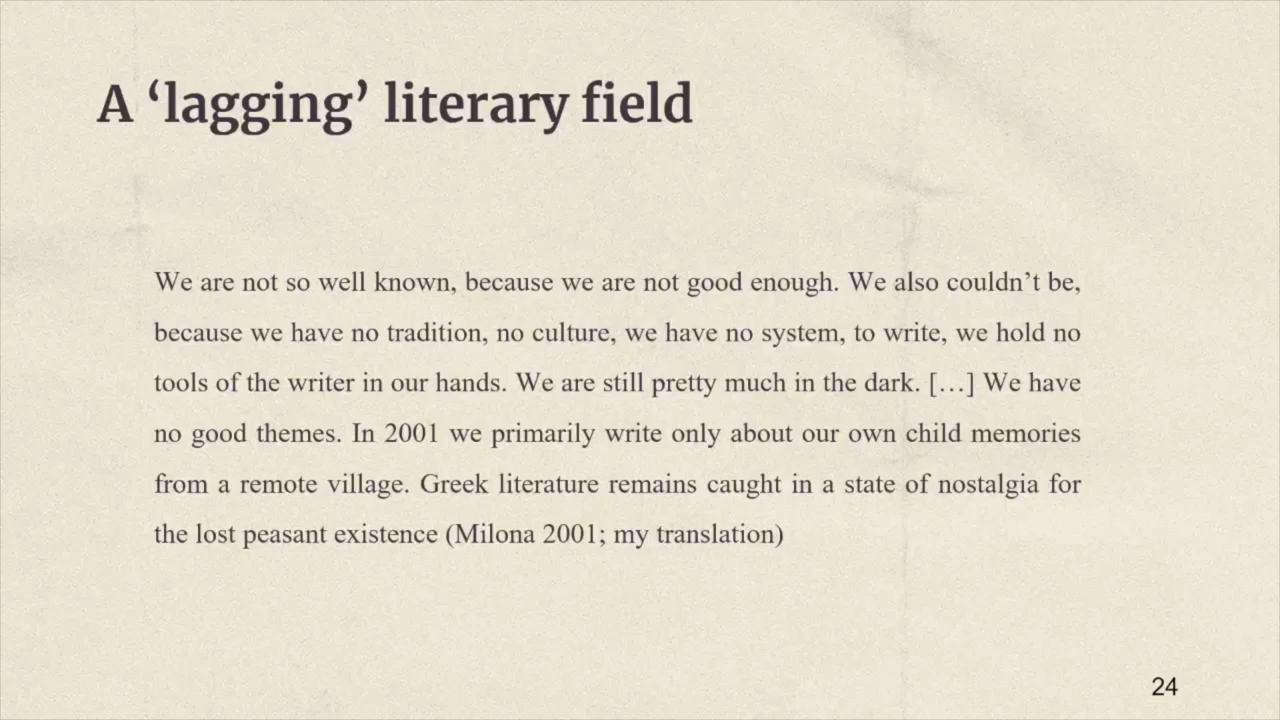 A ‘lagging’ literary field
We are not so well known, because we are not good enough. We also couldn’t be,
because we have no tradition, no culture, we have no system, to write, we hold no
tools of the writer in our hands. We are still pretty much in the dark. […] We have
no good themes. In 2001 we primarily write only about our own child memories
from a remote village. Greek literature remains caught in a state of nostalgia for
the lost peasant existence (Milona 2001; my translation)
24